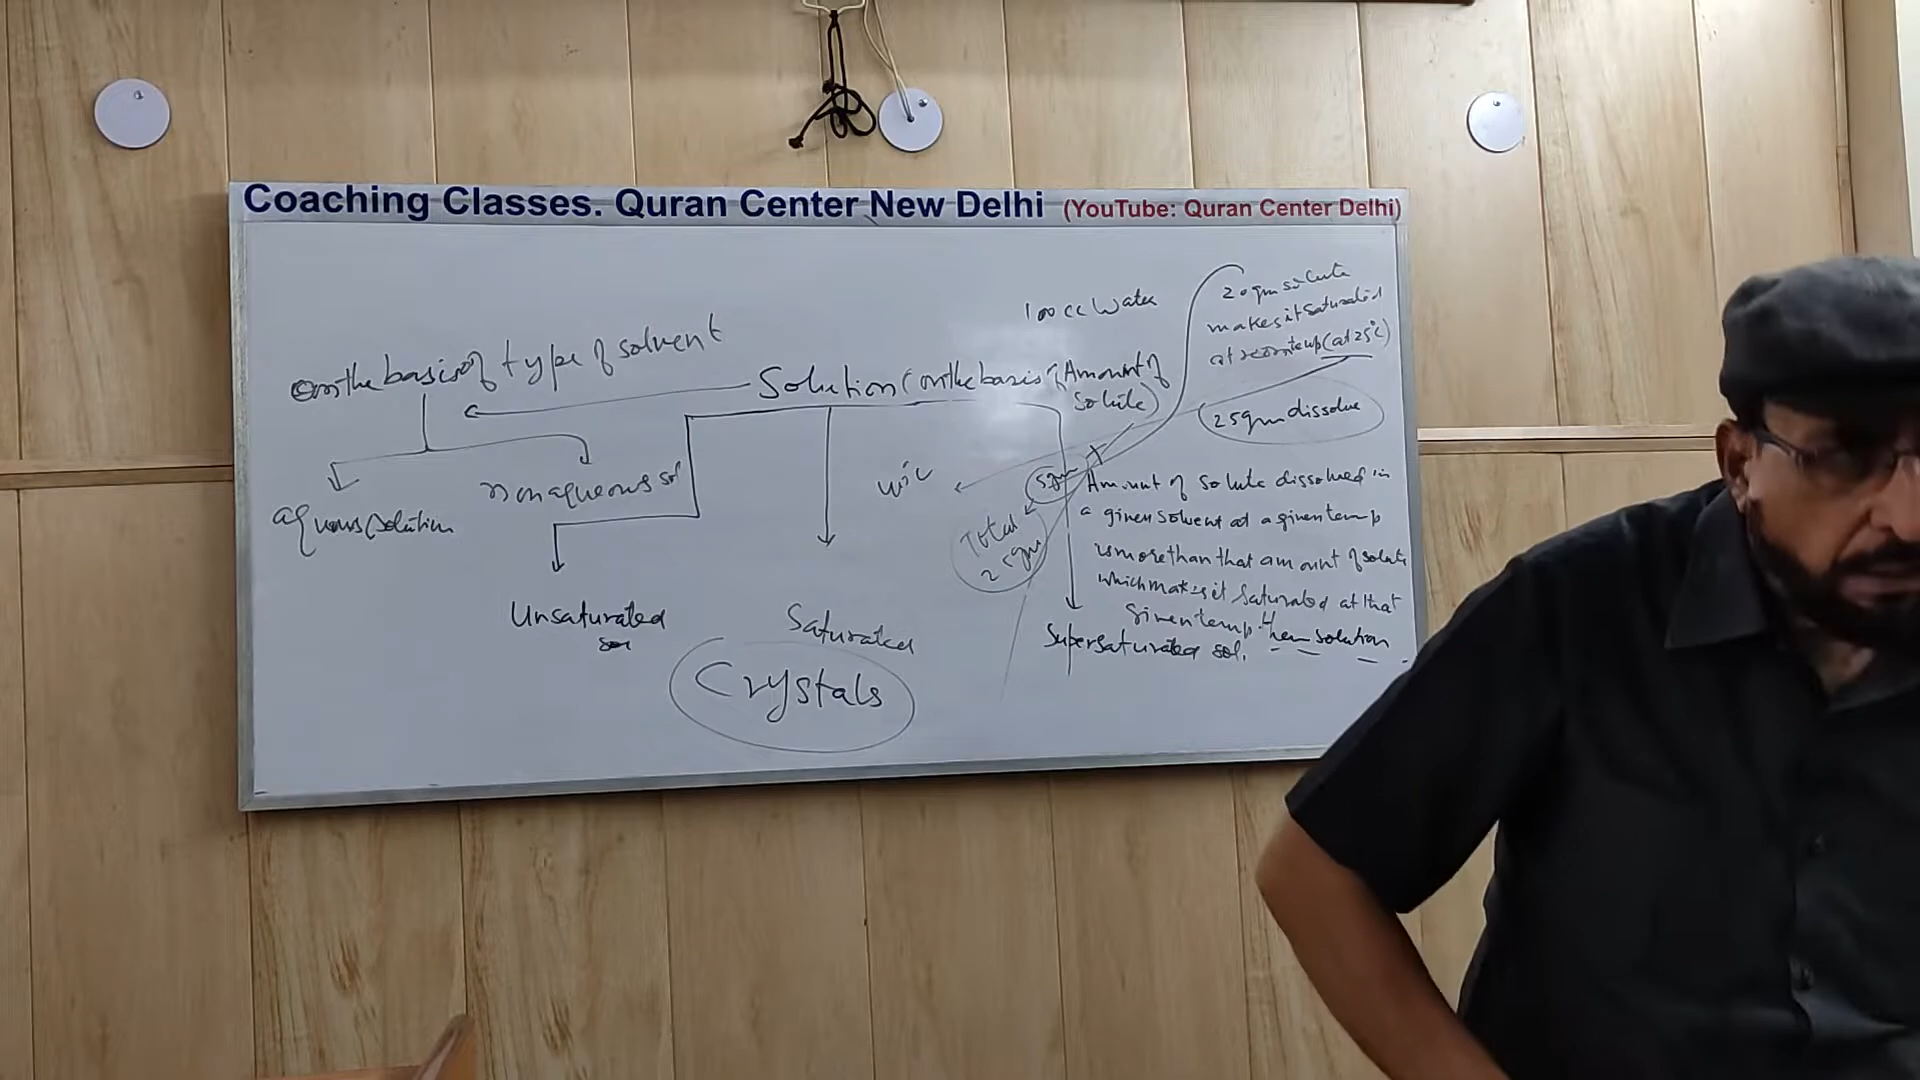 Coaching Classes. Quran Center New Delhi (YouTube: Quran Center Delhi)
100 cc Water
20 gm solute
makes it saturated
at room temp (at 25°C)
on the basis of type of solvent
Solution (on the basis of Amount of
solute)
25 gm dissolve
aqueous solution
non aqueous sol
5gm
Total
25gm
Amount of solute dissolved in
a given solvent at a given temp
is more than that amount of solute
which makes it saturated at that
given temp. then solution
Unsaturated
sol
Saturated
Supersaturated sol.
Crystals